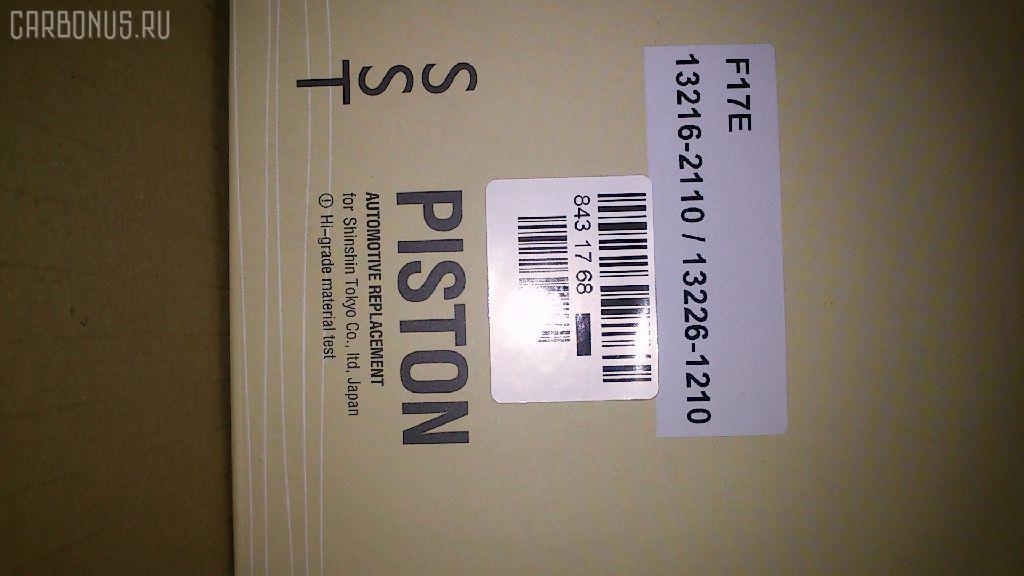 CARBONUS.RU
F17E
13216-2110 / 13226-1210
843 17 68
S
S
T
PISTON
AUTOMOTIVE REPLACEMENT
for Shinshin Tokyo Co., ltd, Japan
① Hi-grade material test